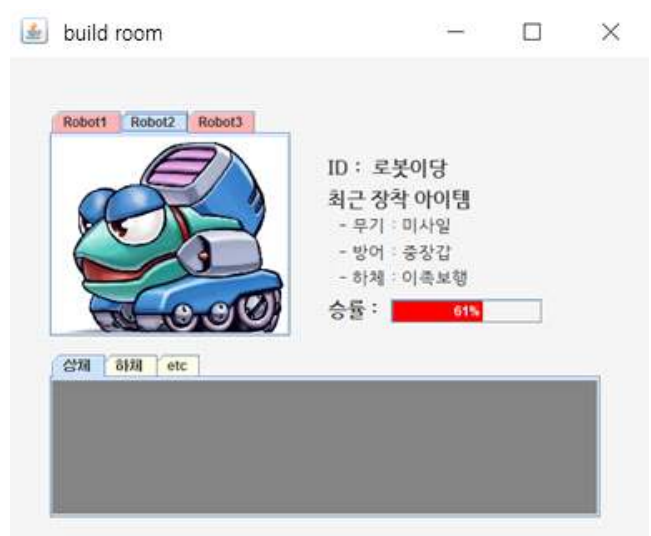 build room
Robot1 Robot2 Robot3
ID : 로봇이당
최근 장착 아이템
- 무기 : 미사일
- 방어 : 중장갑
- 하체 : 이족보행
승률 : 61%
상체 하체 etc